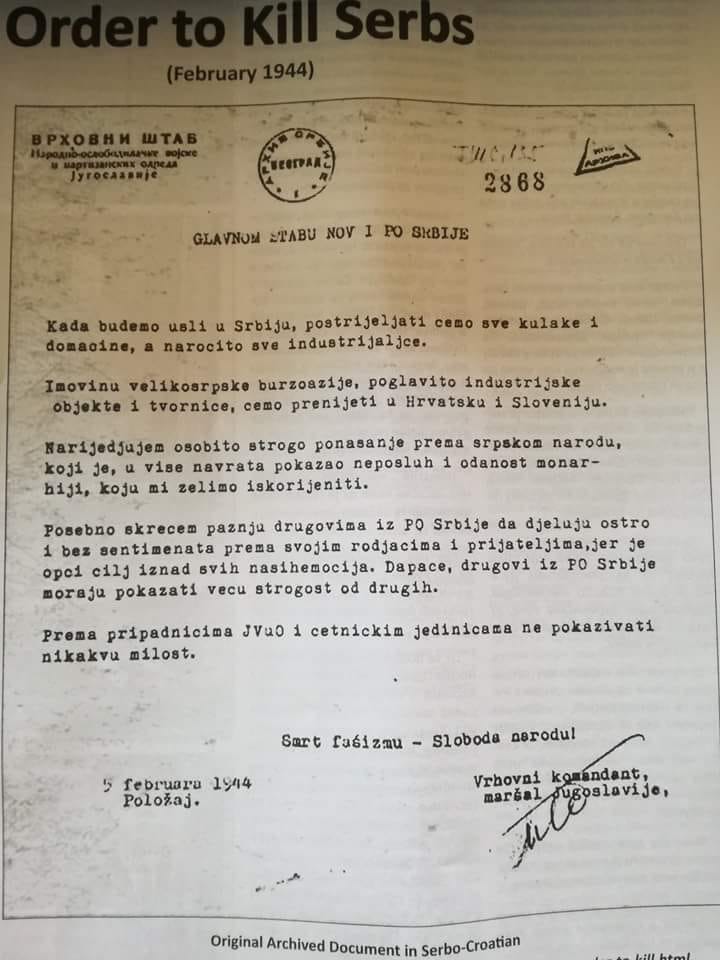 Order to Kill Serbs
(February 1944)
ВРХОВНИ ШТАБ
Народно-ослободилачке војске
и партизанских одреда
Југославије
АРХИВ СРБИЈЕ
БЕОГРАД
2868
GLAVNOM STABU NOV I PO SRBIJE
Kada budemo usli u Srbiju, postrijeljati cemo sve kulake i
domacine, a narocito sve industrijaljce.
Imovinu velikosrpske burzoazije, poglavito industrijske
objekte i tvornice, cemo prenijeti u Hrvatsku i Sloveniju.
Narijedjujem osobito strogo ponasanje prema srpskom narodu,
koji je, u vise navrata pokazao neposluh i odanost monar-
hiji, koju mi zelimo iskorijeniti.
Posebno skrecem paznju drugovima iz PO Srbije da djeluju ostro
i bez sentimenata prema svojim rodjacima i prijateljima,jer je
opci cilj iznad svih nasihemocija. Dapace, drugovi iz PO Srbije
moraju pokazati vecu strogost od drugih.
Prema pripadnicima JVuO i cetnickim jedinicama ne pokazivati
nikakvu milost.
Smrt fašizmu – Sloboda narodu!
5 februara 1944
Položaj.
Vrhovni komandant,
maršal Jugoslavije,
Tito
Original Archived Document in Serbo-Croatian